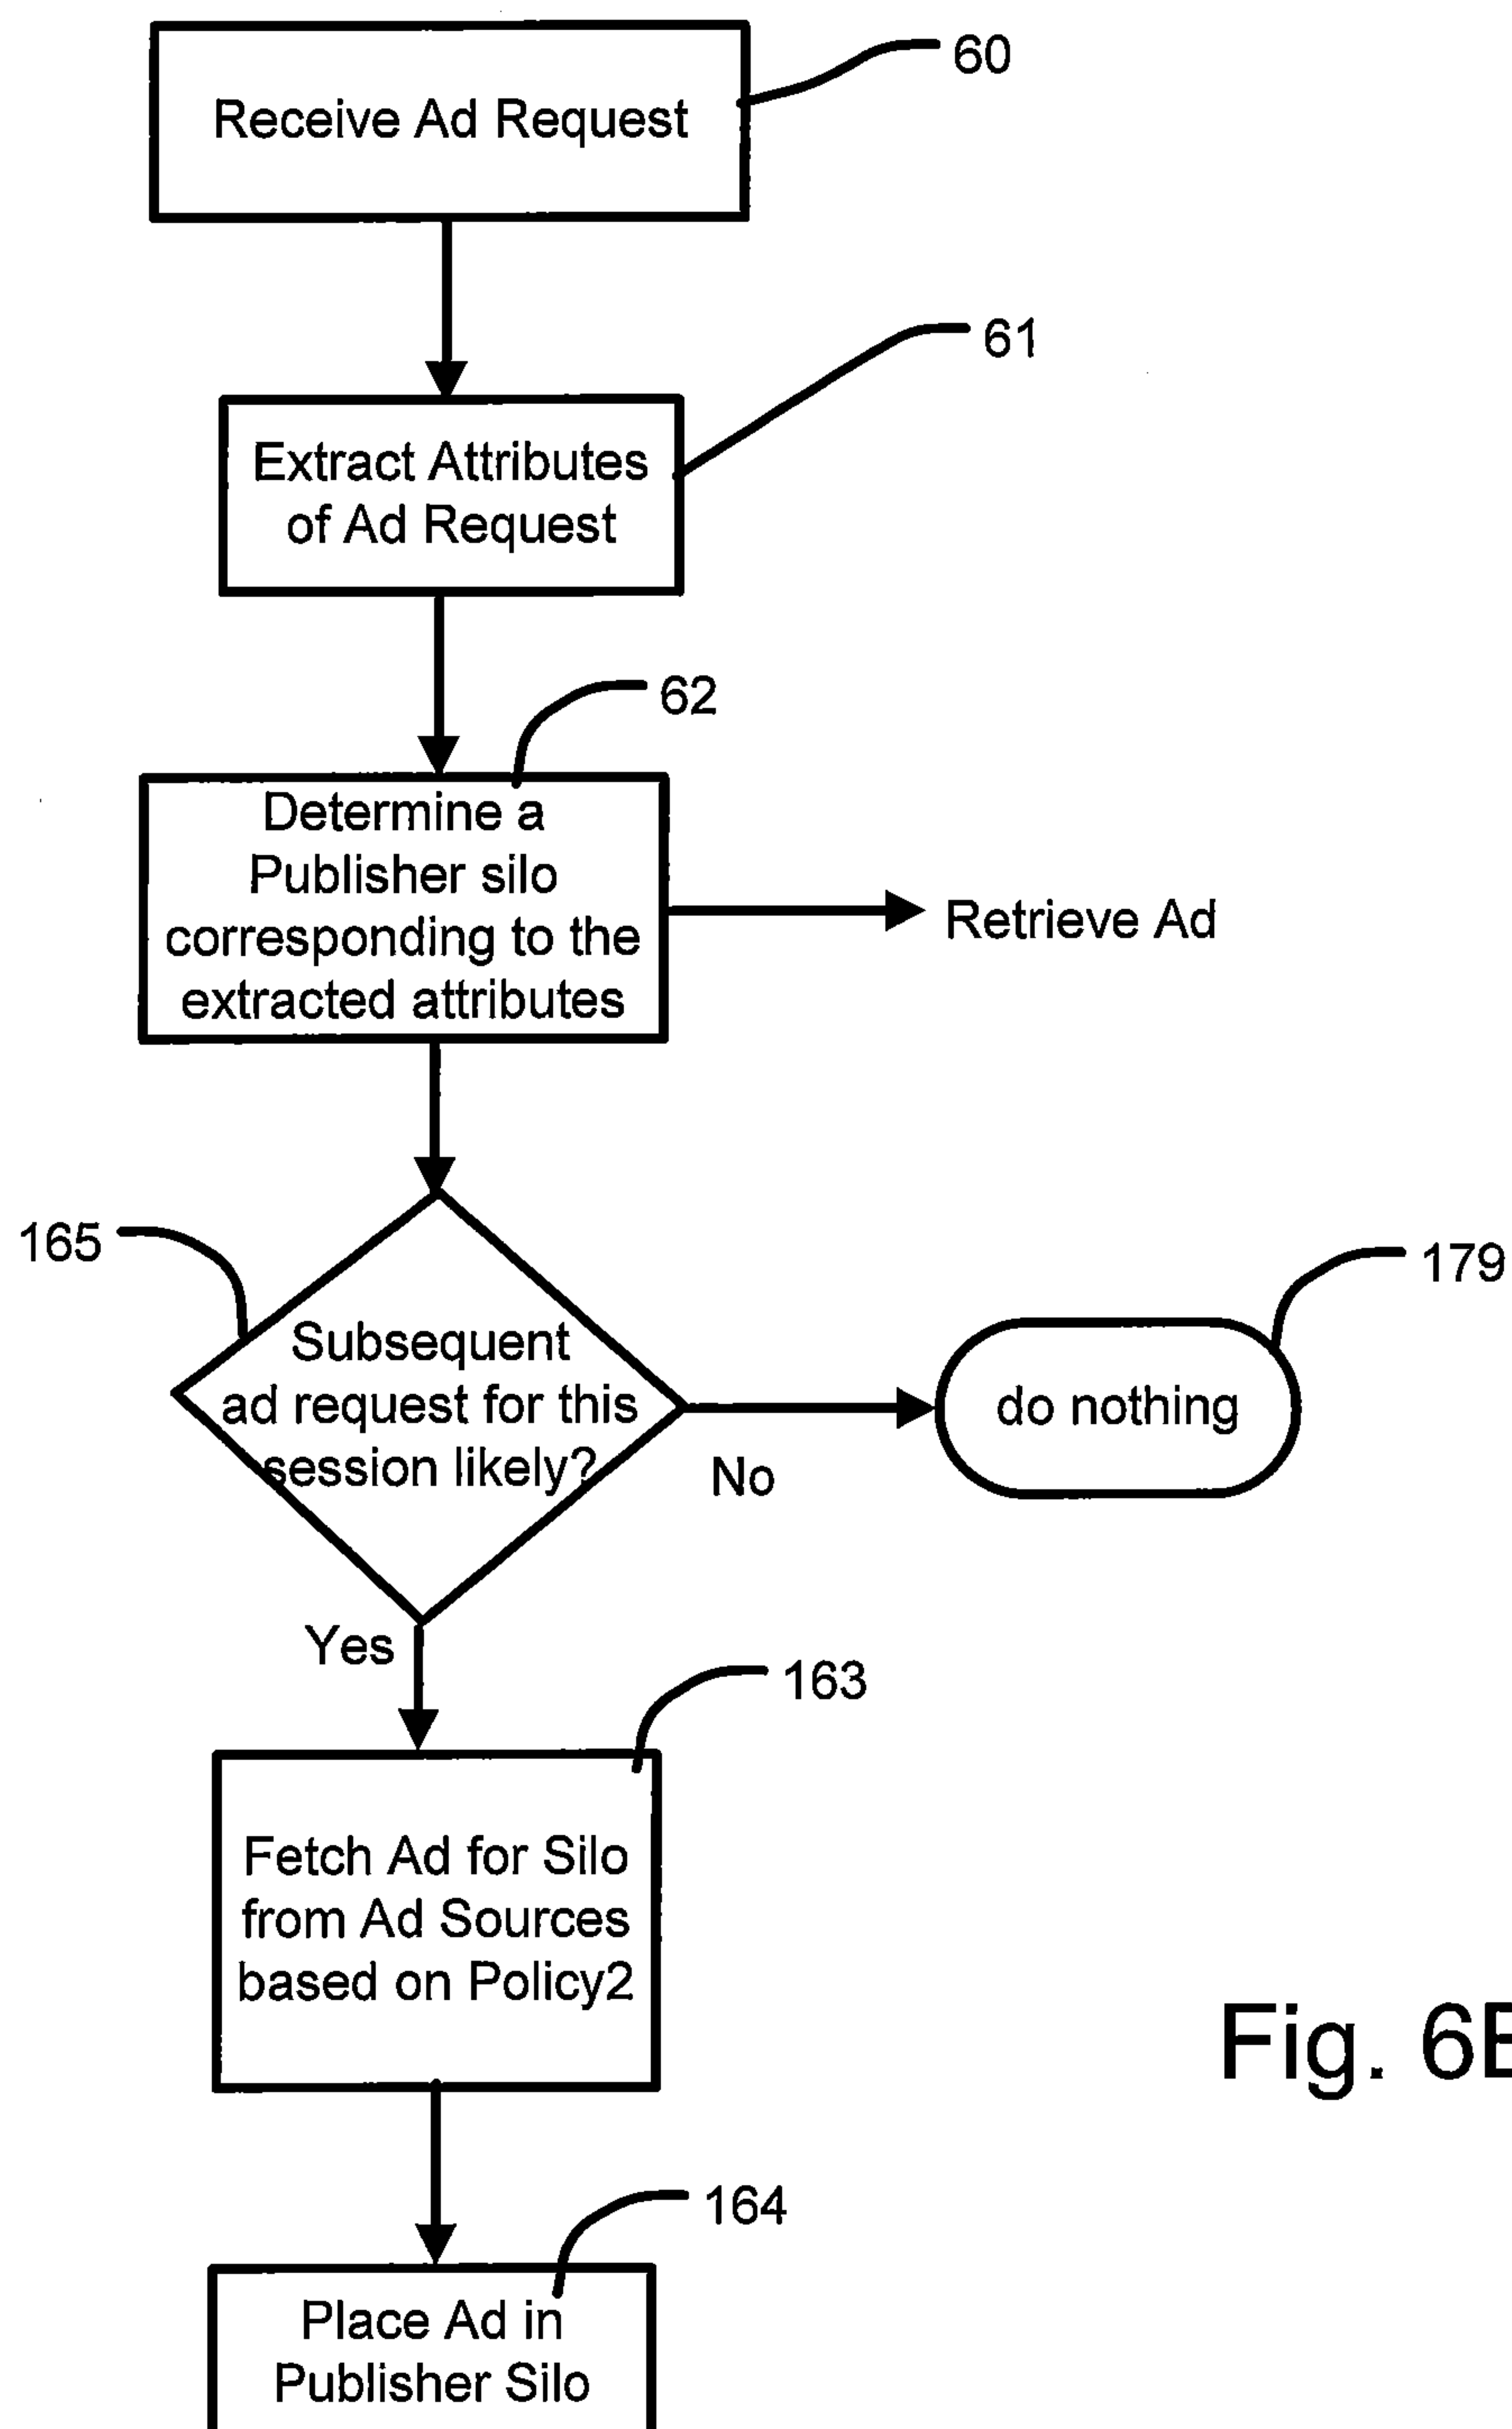 Receive Ad Request
60
Extract Attributes
of Ad Request
61
62
Determine a
Publisher silo
corresponding to the
extracted attributes
Retrieve Ad
165
Subsequent
ad request for this
session likely?
No
179
do nothing
Yes
163
Fetch Ad for Silo
from Ad Sources
based on Policy2
Fig. 6
164
Place Ad in
Publisher Silo